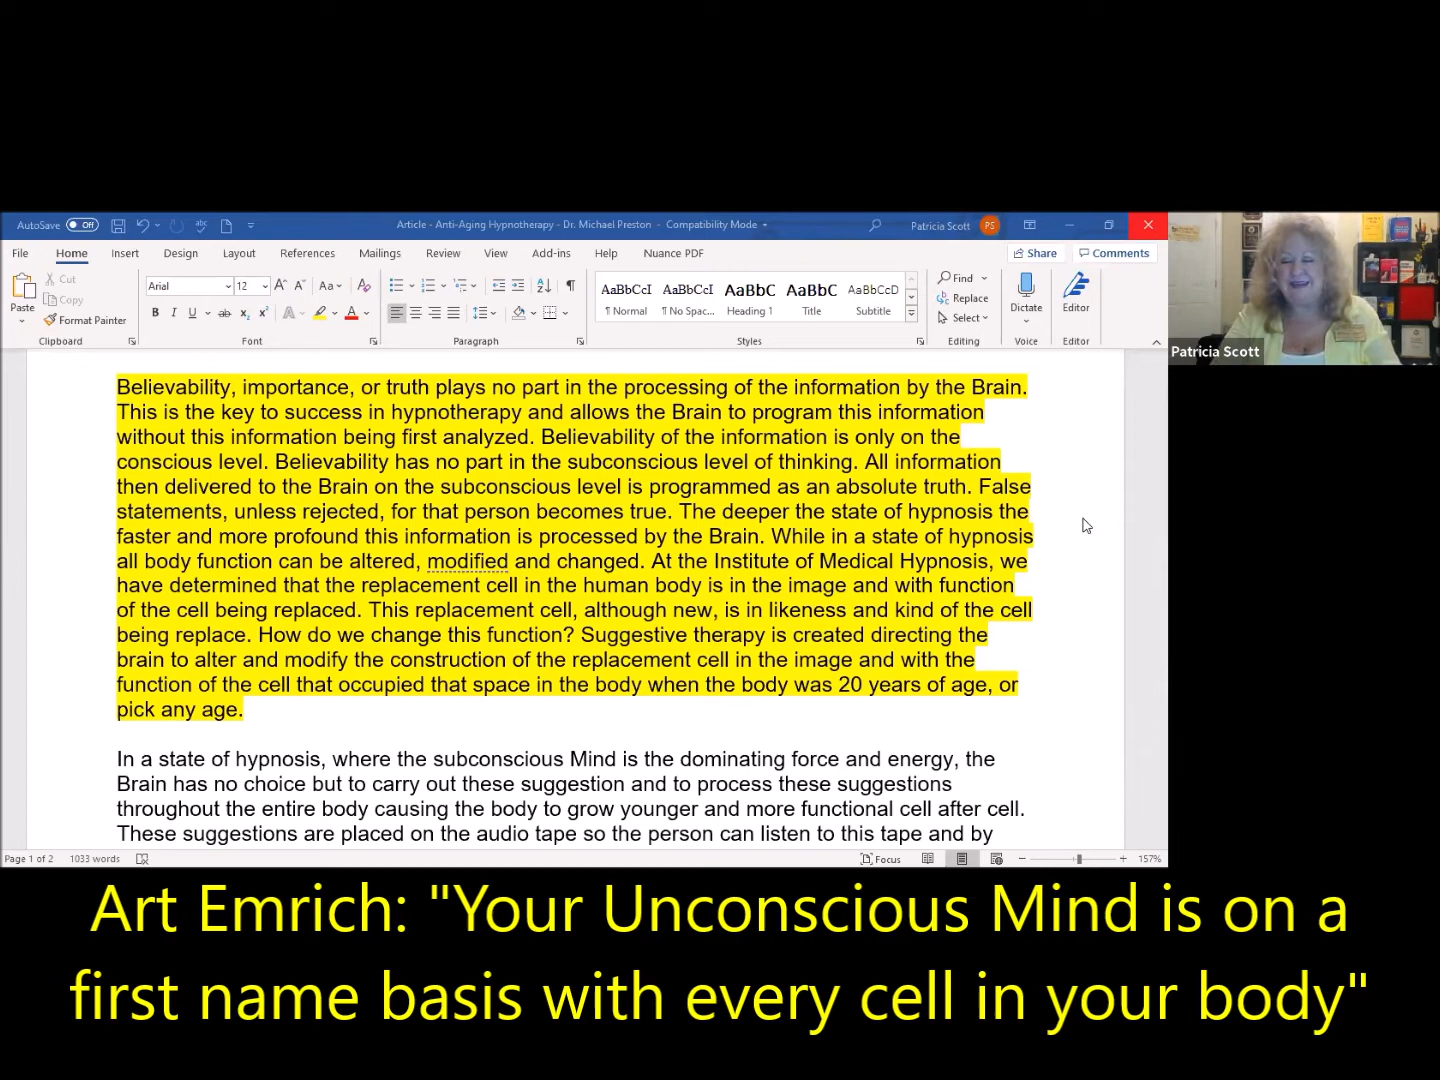 AutoSave Off Article - Anti-Aging Hypnotherapy - Dr. Michael Preston - Compatibility Mode Patricia Scott PS
File Home Insert Design Layout References Mailings Review View Add-ins Help Nuance PDF Share Comments
Paste
Cut
Copy
Format Painter
Clipboard
Arial 12
Font
Paragraph
AaBbCcI AaBbCcI AaBbC AaBbC AaBbCcD
¶ Normal ¶ No Spac... Heading 1 Title Subtitle
Styles
Find
Replace
Select
Editing
Dictate
Voice
Editor
Editor
Patricia Scott
Believability, importance, or truth plays no part in the processing of the information by the Brain.
This is the key to success in hypnotherapy and allows the Brain to program this information
without this information being first analyzed. Believability of the information is only on the
conscious level. Believability has no part in the subconscious level of thinking. All information
then delivered to the Brain on the subconscious level is programmed as an absolute truth. False
statements, unless rejected, for that person becomes true. The deeper the state of hypnosis the
faster and more profound this information is processed by the Brain. While in a state of hypnosis
all body function can be altered, modified and changed. At the Institute of Medical Hypnosis, we
have determined that the replacement cell in the human body is in the image and with function
of the cell being replaced. This replacement cell, although new, is in likeness and kind of the cell
being replace. How do we change this function? Suggestive therapy is created directing the
brain to alter and modify the construction of the replacement cell in the image and with the
function of the cell that occupied that space in the body when the body was 20 years of age, or
pick any age.
In a state of hypnosis, where the subconscious Mind is the dominating force and energy, the
Brain has no choice but to carry out these suggestion and to process these suggestions
throughout the entire body causing the body to grow younger and more functional cell after cell.
These suggestions are placed on the audio tape so the person can listen to this tape and by
Page 1 of 2 1033 words Focus 157%
Art Emrich: "Your Unconscious Mind is on a
first name basis with every cell in your body"